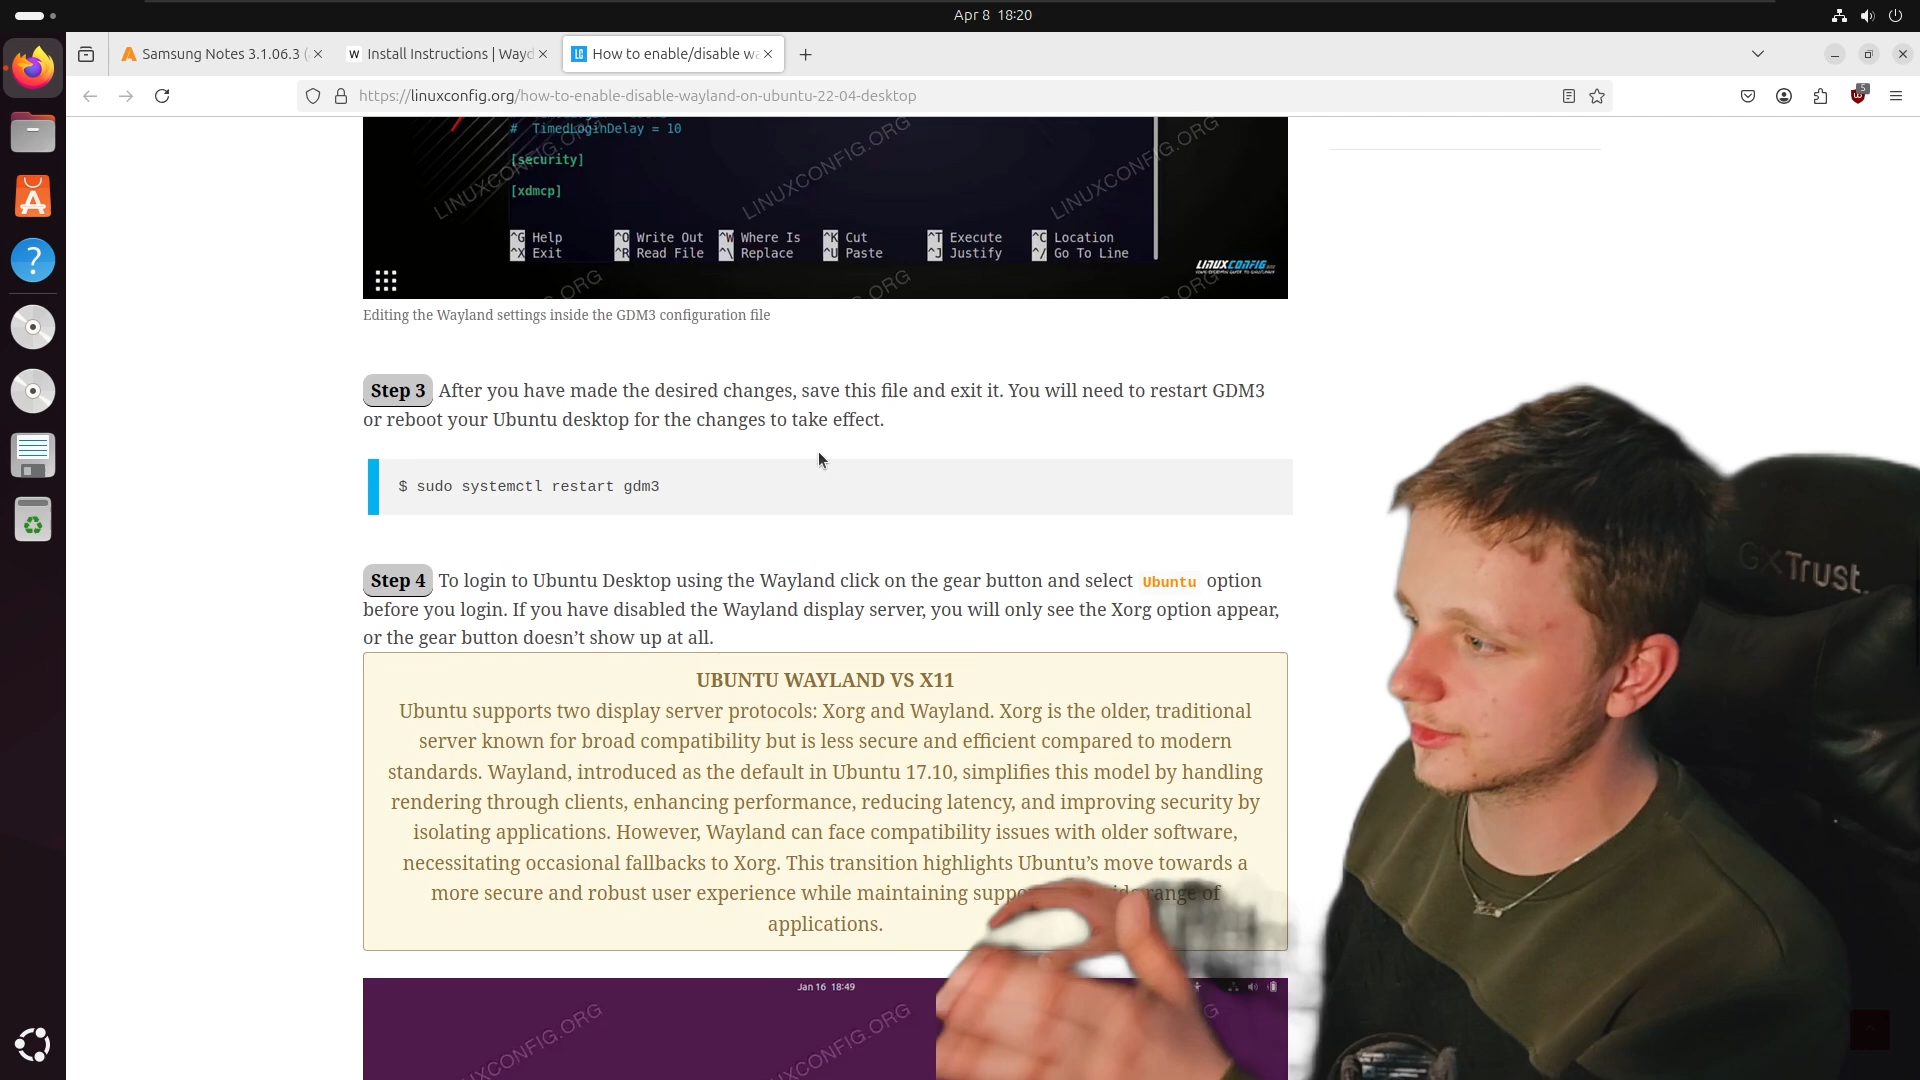 Apr 8 18:20
Samsung Notes 3.1.06.3 (
W Install Instructions | Wayd
LC How to enable/disable wa
https://linuxconfig.org/how-to-enable-disable-wayland-on-ubuntu-22-04-desktop
5
# TimedLoginDelay = 10
[security]
[xdmcp]
^G Help ^O Write Out ^W Where Is ^K Cut ^T Execute ^C Location
^X Exit ^R Read File ^\ Replace ^U Paste ^J Justify ^/ Go To Line
LINUXCONFIG.ORG LINUXCONFIG.ORG LINUXCONFIG.ORG
LINUXCONFIG
Editing the Wayland settings inside the GDM3 configuration file
Step 3 After you have made the desired changes, save this file and exit it. You will need to restart GDM3
or reboot your Ubuntu desktop for the changes to take effect.
$ sudo systemctl restart gdm3
Step 4 To login to Ubuntu Desktop using the Wayland click on the gear button and select Ubuntu option
before you login. If you have disabled the Wayland display server, you will only see the Xorg option appear,
or the gear button doesn’t show up at all.
UBUNTU WAYLAND VS X11
Ubuntu supports two display server protocols: Xorg and Wayland. Xorg is the older, traditional
server known for broad compatibility but is less secure and efficient compared to modern
standards. Wayland, introduced as the default in Ubuntu 17.10, simplifies this model by handling
rendering through clients, enhancing performance, reducing latency, and improving security by
isolating applications. However, Wayland can face compatibility issues with older software,
necessitating occasional fallbacks to Xorg. This transition highlights Ubuntu’s move towards a
more secure and robust user experience while maintaining range of
applications.
Jan 16 18:49
GXTrust.